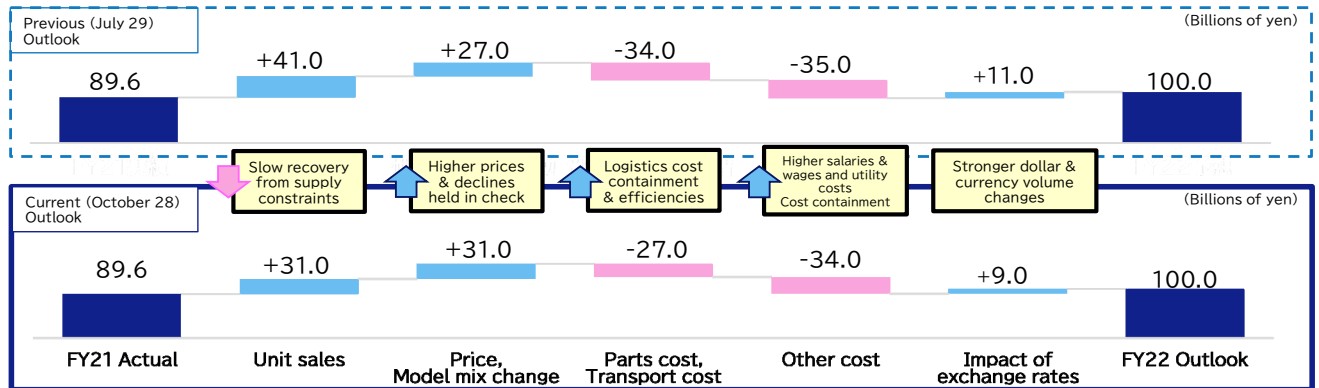 Previous (July 29)
Outlook
(Billions of yen)
89.6
+41.0
+27.0
-34.0
-35.0
+11.0
100.0
Slow recovery
from supply
constraints
Higher prices
& declines
held in check
Logistics cost
containment
& efficiencies
Higher salaries &
wages and utility
costs
Cost containment
Stronger dollar &
currency volume
changes
Current (October 28)
Outlook
(Billions of yen)
89.6
+31.0
+31.0
-27.0
-34.0
+9.0
100.0
FY21 Actual
Unit sales
Price,
Model mix change
Parts cost,
Transport cost
Other cost
Impact of
exchange rates
FY22 Outlook